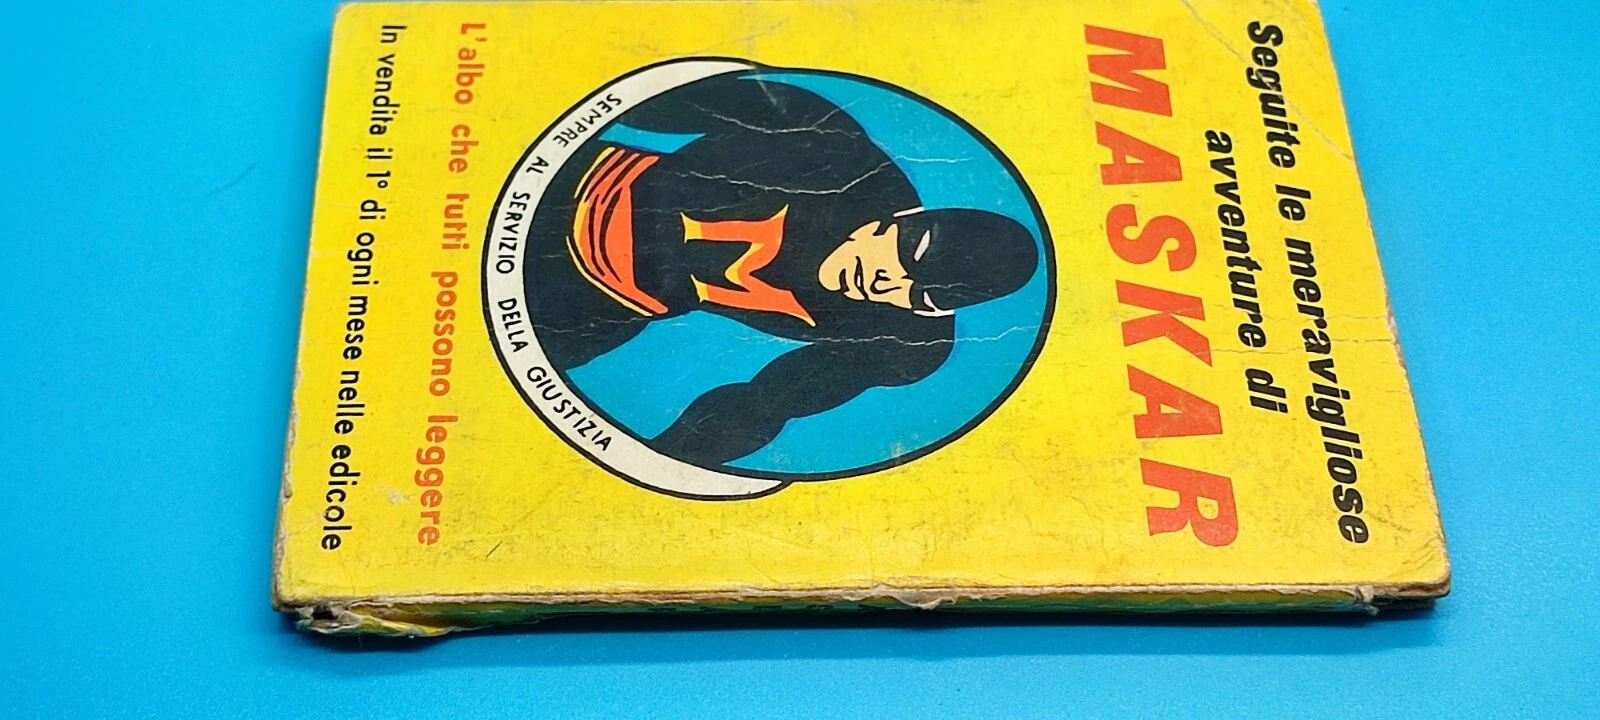 Seguite le meravigliose
avventure di
MASKAR
M
SEMPRE AL SERVIZIO DELLA GIUSTIZIA
L'albo che tutti possono leggere
In vendita il 1° di ogni mese nelle edicole